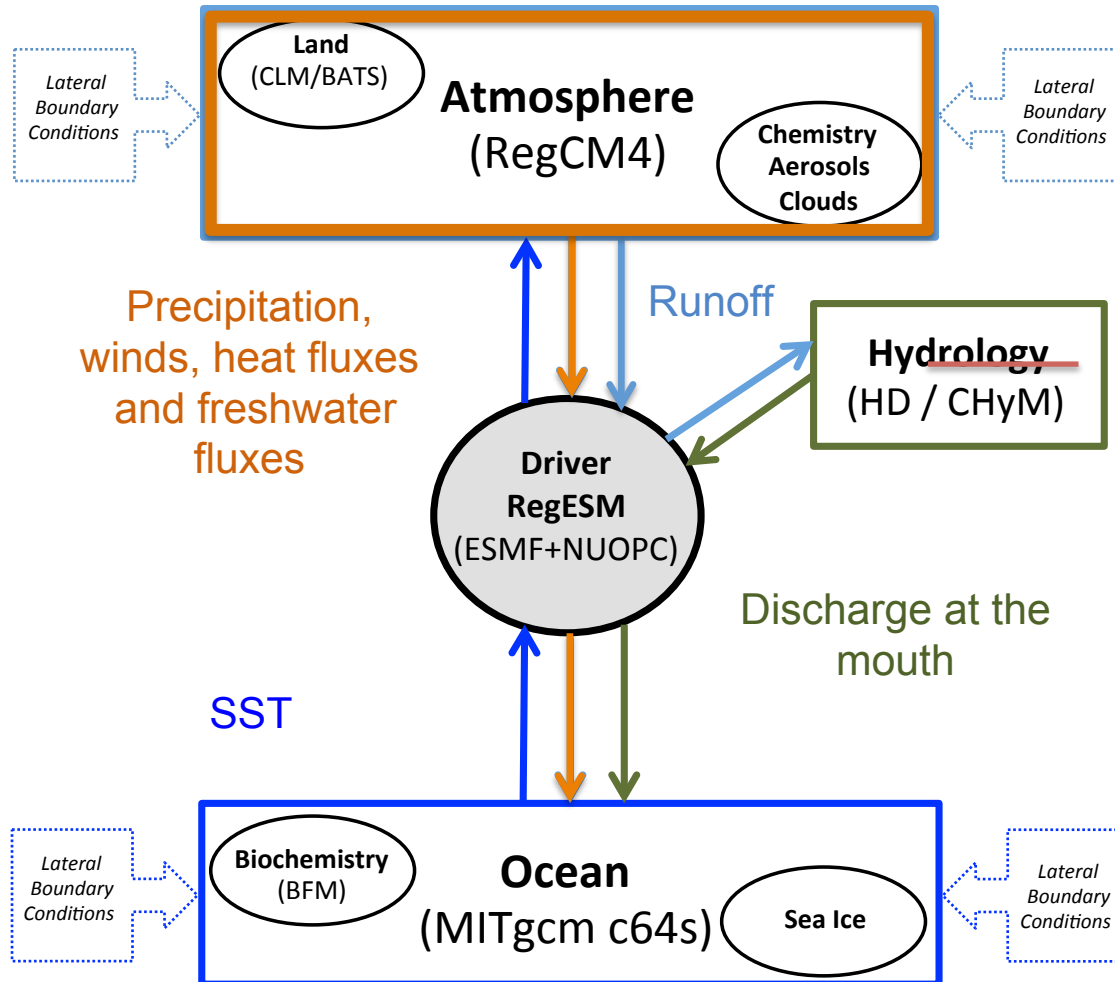 Lateral
Boundary
Conditions
Land
(CLM/BATS)
Atmosphere
(RegCM4)
Chemistry
Aerosols
Clouds
Lateral
Boundary
Conditions
Precipitation,
winds, heat fluxes
and freshwater
fluxes
Runoff
Hydrology
(HD / CHyM)
Driver
RegESM
(ESMF+NUOPC)
Discharge at the
mouth
SST
Lateral
Boundary
Conditions
Biochemistry
(BFM)
Ocean
(MITgcm c64s)
Sea Ice
Lateral
Boundary
Conditions